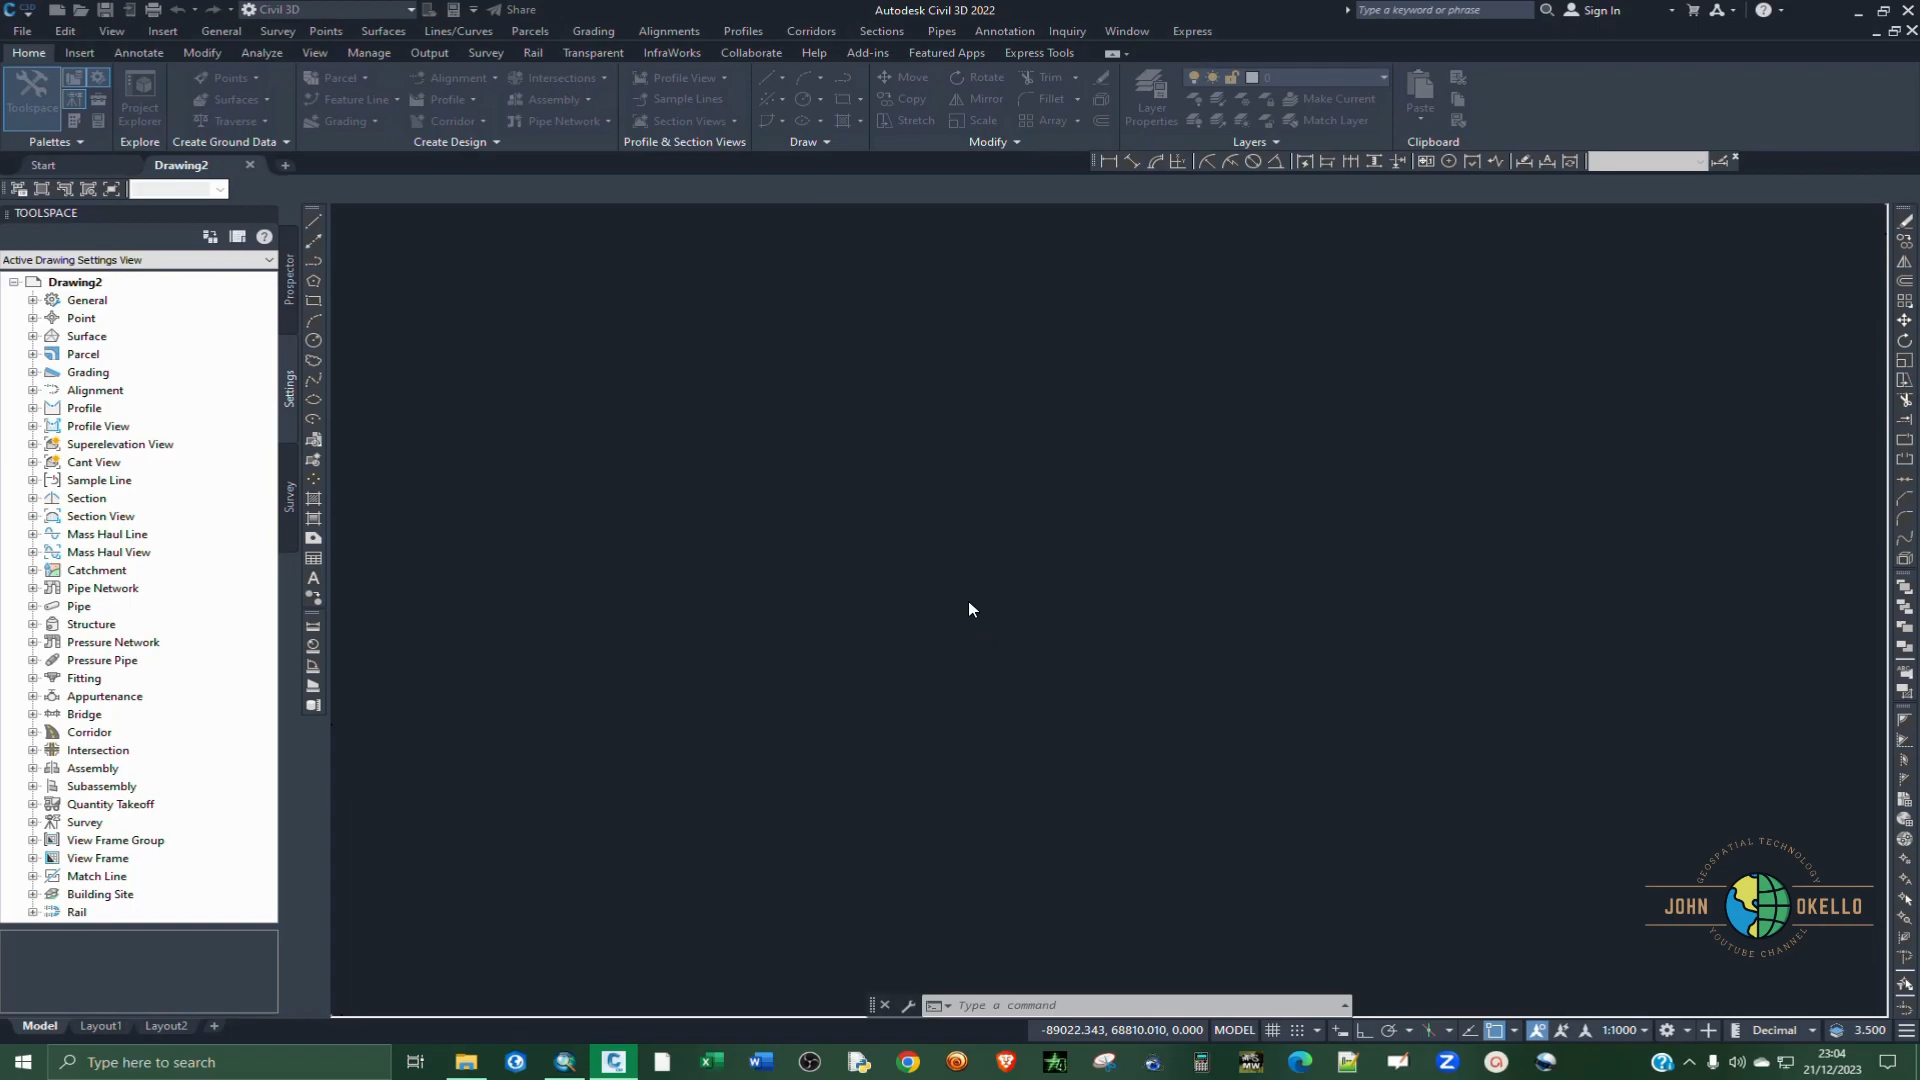 C3D
Civil 3D
Share
Autodesk Civil 3D 2022
Type a keyword or phrase
Sign In
File Edit View Insert General Survey Points Surfaces Lines/Curves Parcels Grading Alignments Profiles Corridors Sections Pipes Annotation Inquiry Window Express
Home Insert Annotate Modify Analyze View Manage Output Survey Rail Transparent InfraWorks Collaborate Help Add-ins Featured Apps Express Tools
Points Parcel Alignment Intersections Profile View Move Rotate Trim 0
Toolspace Project Explorer Surfaces Feature Line Profile Assembly Sample Lines Copy Mirror Fillet Layer Properties Make Current Paste
Traverse Grading Corridor Pipe Network Section Views Stretch Scale Array Match Layer
Palettes Explore Create Ground Data Create Design Profile & Section Views Draw Modify Layers Clipboard
Start Drawing2
TOOLSPACE
Active Drawing Settings View
Drawing2
General
Point
Surface
Parcel
Grading
Alignment
Profile
Profile View
Superelevation View
Cant View
Sample Line
Section
Section View
Mass Haul Line
Mass Haul View
Catchment
Pipe Network
Pipe
Structure
Pressure Network
Pressure Pipe
Fitting
Appurtenance
Bridge
Corridor
Intersection
Assembly
Subassembly
Quantity Takeoff
Survey
View Frame Group
View Frame
Match Line
Building Site
Rail
Prospector
Settings
Survey
GEOSPATIAL TECHNOLOGY
JOHN OKELLO
YOUTUBE CHANNEL
Type a command
Model Layout1 Layout2
-89022.343, 68810.010, 0.000 MODEL 1:1000 Decimal 3.500
Type here to search
23:04
21/12/2023